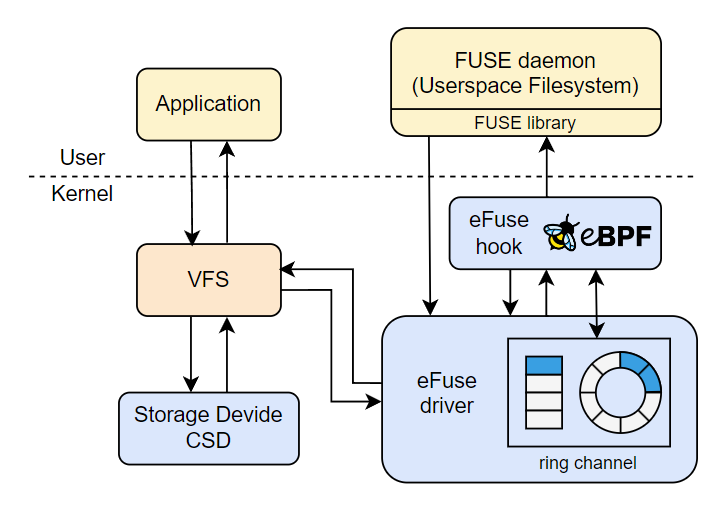 FUSE daemon
(Userspace Filesystem)
FUSE library
Application
User
Kernel
eFuse
hook
eBPF
VFS
eFuse
driver
ring channel
Storage Devide
CSD